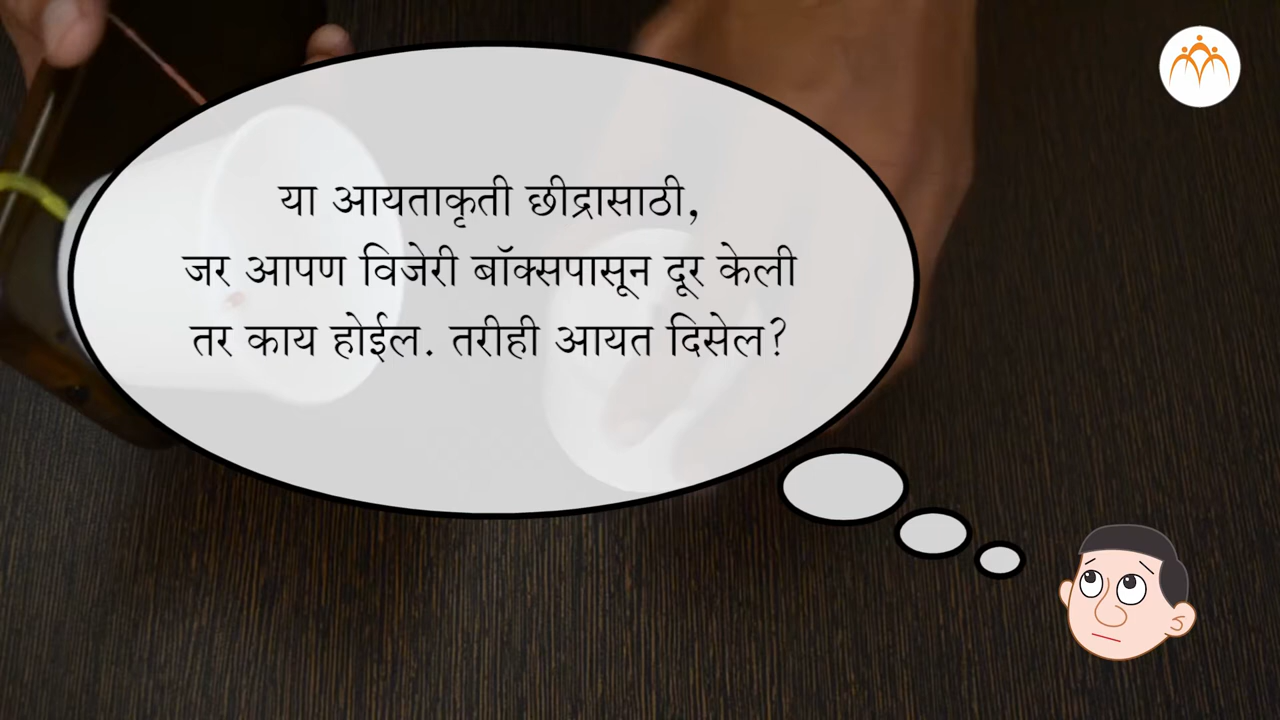 या आयताकृती छीद्रासाठी,
जर आपण विजेरी बॉक्सपासून दूर केली
तर काय होईल. तरीही आयत दिसेल?